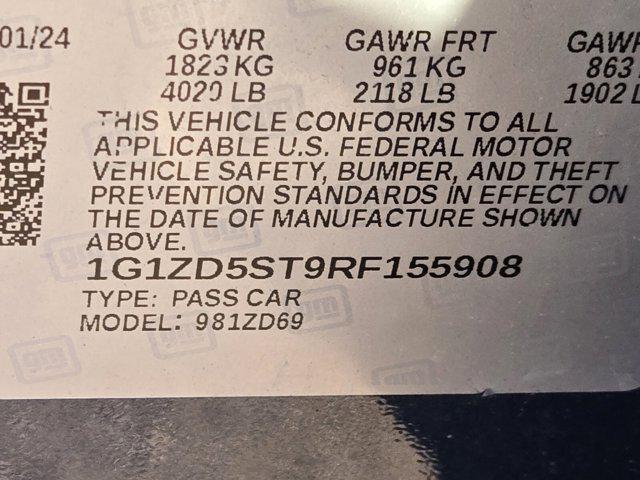 01/24 GVWR GAWR FRT GAWR
1823 KG 961 KG 863
4020 LB 2118 LB 1902 L
THIS VEHICLE CONFORMS TO ALL
APPLICABLE U.S. FEDERAL MOTOR
VEHICLE SAFETY, BUMPER, AND THEFT
PREVENTION STANDARDS IN EFFECT ON
THE DATE OF MANUFACTURE SHOWN
ABOVE.
1G1ZD5ST9RF155908
TYPE: PASS CAR
MODEL: 981ZD69